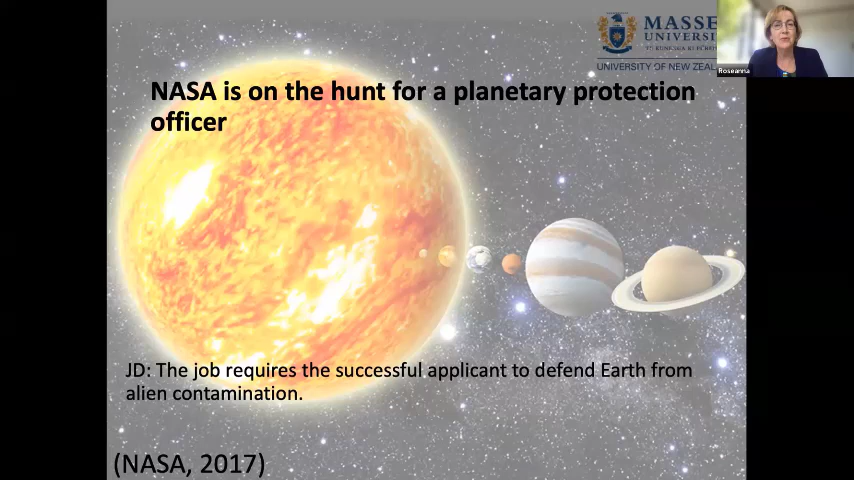 MASSE
UNIVERSI
UNIVERSITY OF NEW ZEAL
Roseanna
NASA is on the hunt for a planetary protection
officer
JD: The job requires the successful applicant to defend Earth from
alien contamination.
(NASA, 2017)